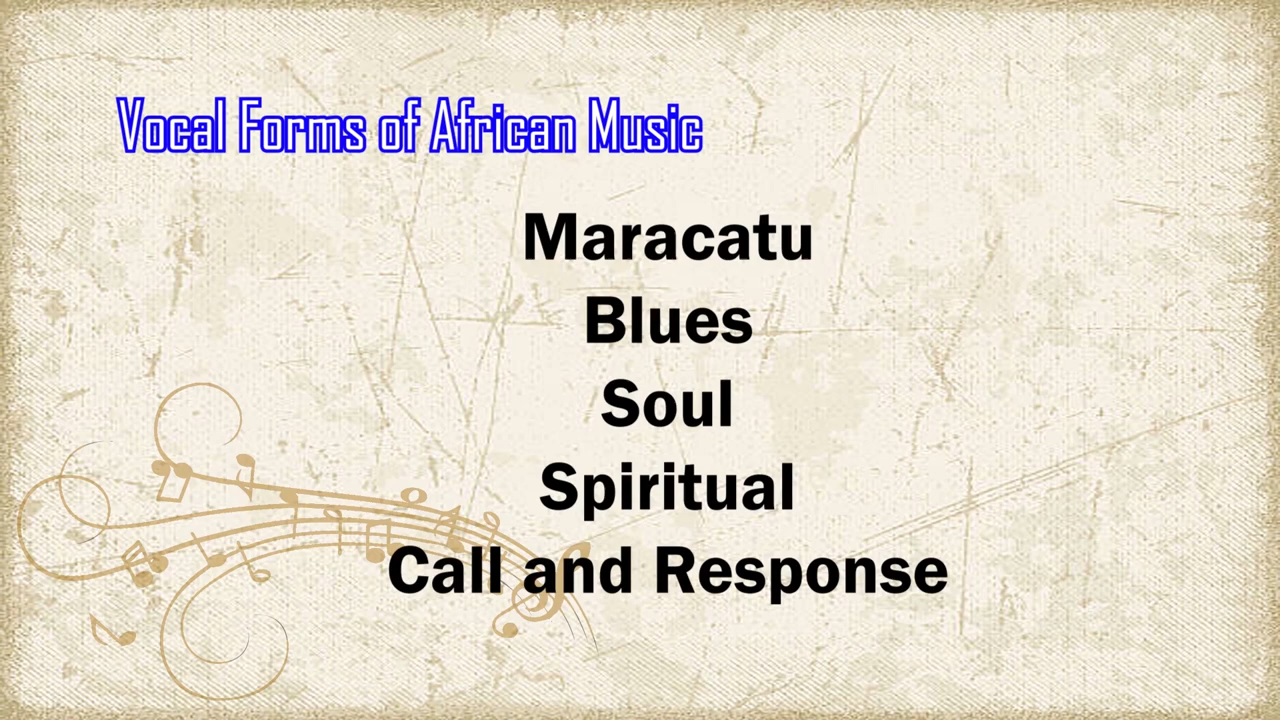 Vocal Forms of African Music
Maracatu
Blues
Soul
Spiritual
Call and Response